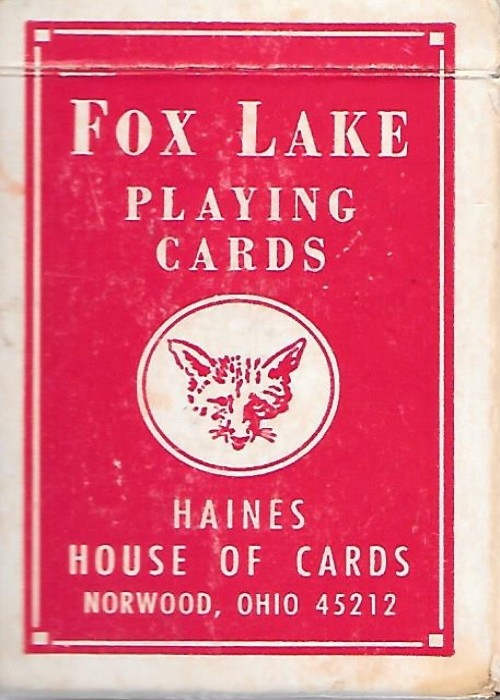 FOX LAKE
PLAYING
CARDS
HAINES
HOUSE OF CARDS
NORWOOD, OHIO 45212